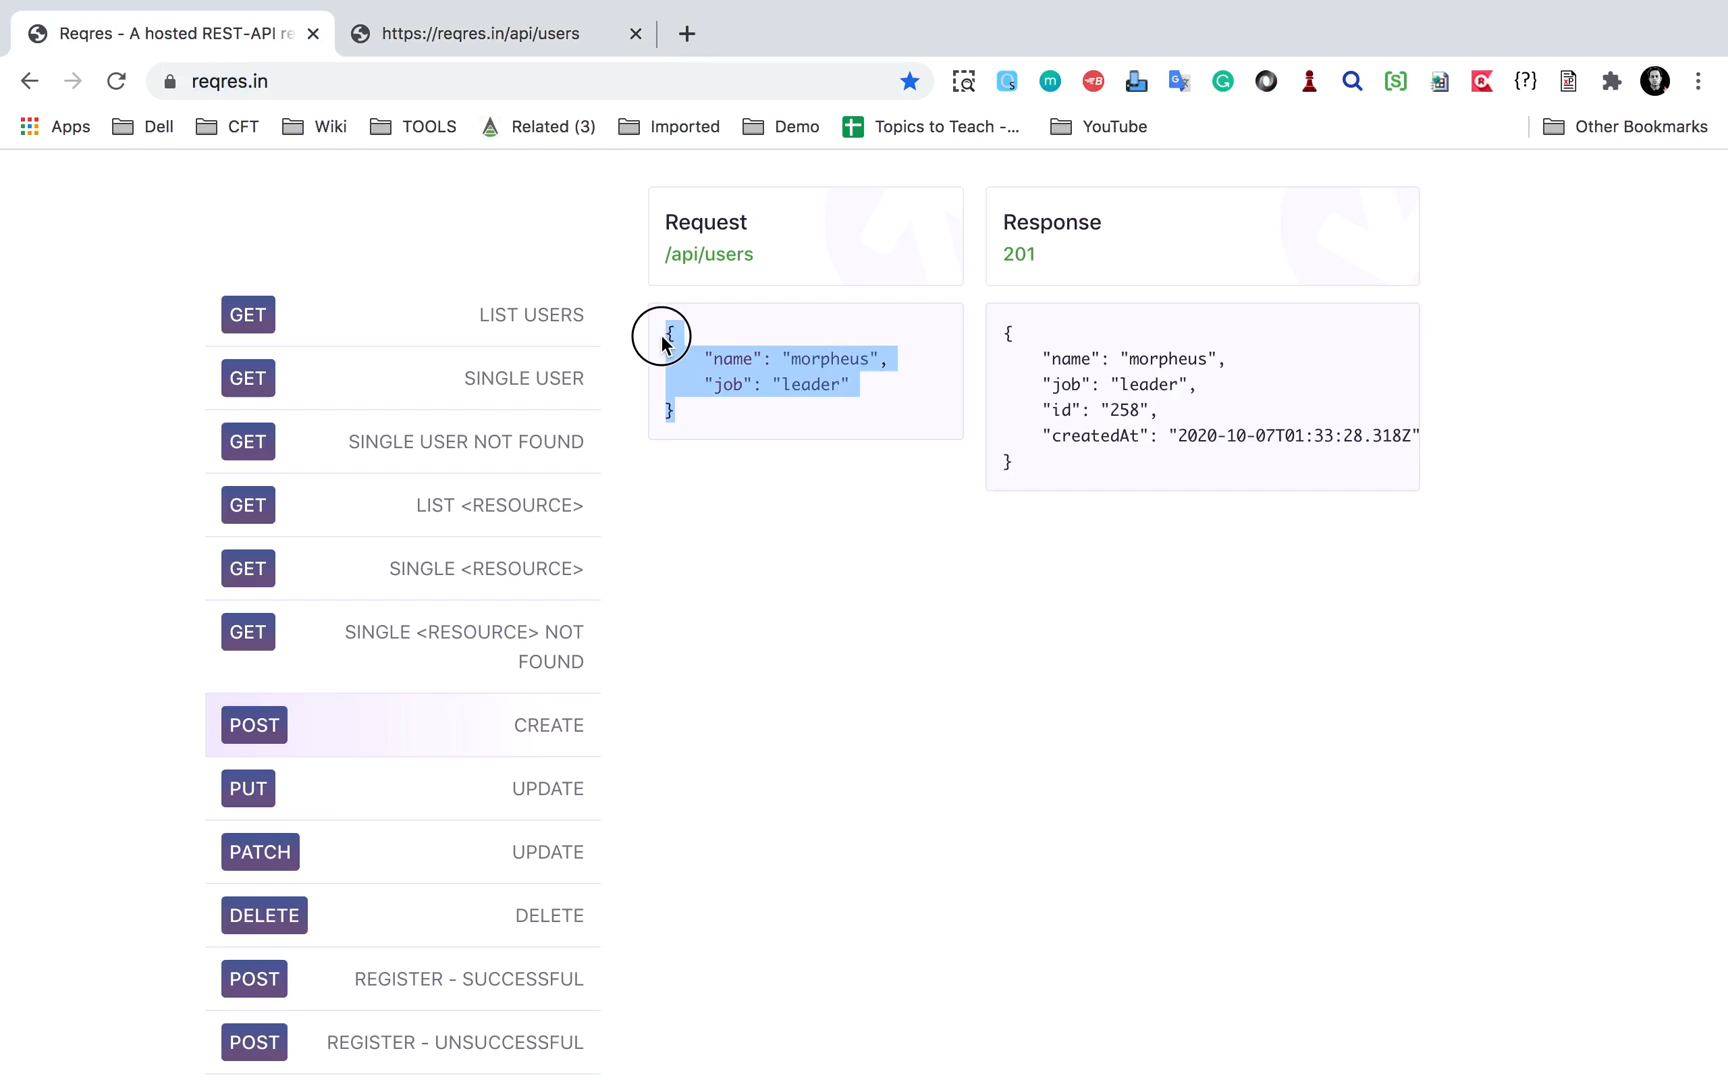 Reqres - A hosted REST-API re
https://reqres.in/api/users
reqres.in
Apps
Dell
CFT
Wiki
TOOLS
Related (3)
Imported
Demo
Topics to Teach -...
YouTube
Other Bookmarks
Request
/api/users
Response
201
{
"name": "morpheus",
"job": "leader"
}
{
"name": "morpheus",
"job": "leader",
"id": "258",
"createdAt": "2020-10-07T01:33:28.318Z"
}
GET LIST USERS
GET SINGLE USER
GET SINGLE USER NOT FOUND
GET LIST <RESOURCE>
GET SINGLE <RESOURCE>
GET SINGLE <RESOURCE> NOT
FOUND
POST CREATE
PUT UPDATE
PATCH UPDATE
DELETE DELETE
POST REGISTER - SUCCESSFUL
POST REGISTER - UNSUCCESSFUL